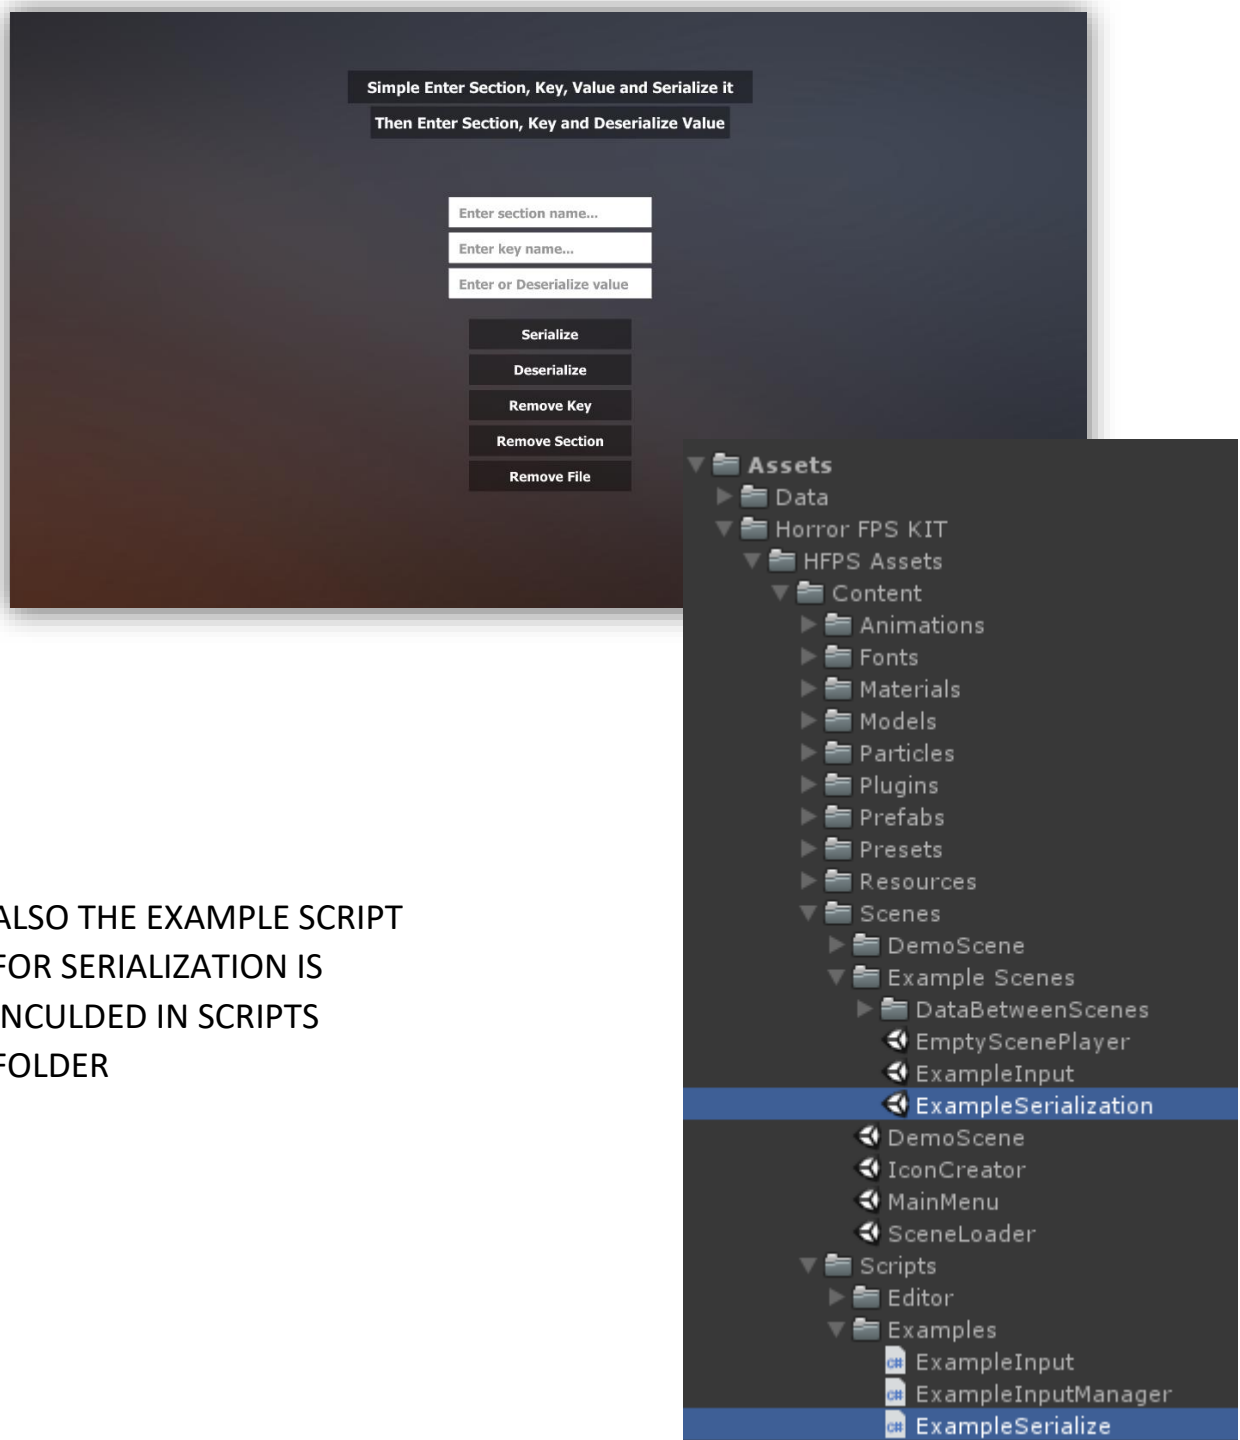 Simple Enter Section, Key, Value and Serialize it
Then Enter Section, Key and Deserialize Value
Enter section name...
Enter key name...
Enter or Deserialize value
Serialize
Deserialize
Remove Key
Remove Section
Remove File
Assets
Data
Horror FPS KIT
HFPS Assets
Content
Animations
Fonts
Materials
Models
Particles
Plugins
Prefabs
Presets
Resources
Scenes
DemoScene
Example Scenes
DataBetweenScenes
EmptyScenePlayer
ExampleInput
ExampleSerialization
DemoScene
IconCreator
MainMenu
SceneLoader
Scripts
Editor
Examples
c# ExampleInput
c# ExampleInputManager
c# ExampleSerialize
ALSO THE EXAMPLE SCRIPT
FOR SERIALIZATION IS
INCULDED IN SCRIPTS
FOLDER